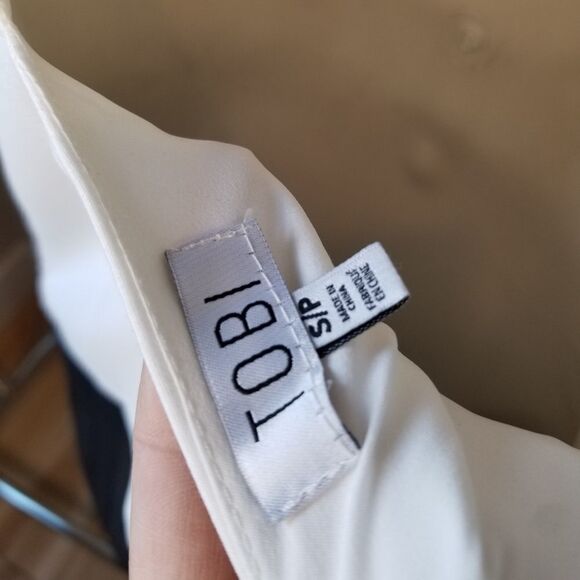 TOBI
S/P
MADE IN
CHINA
FABRIQUÉ
EN CHINE